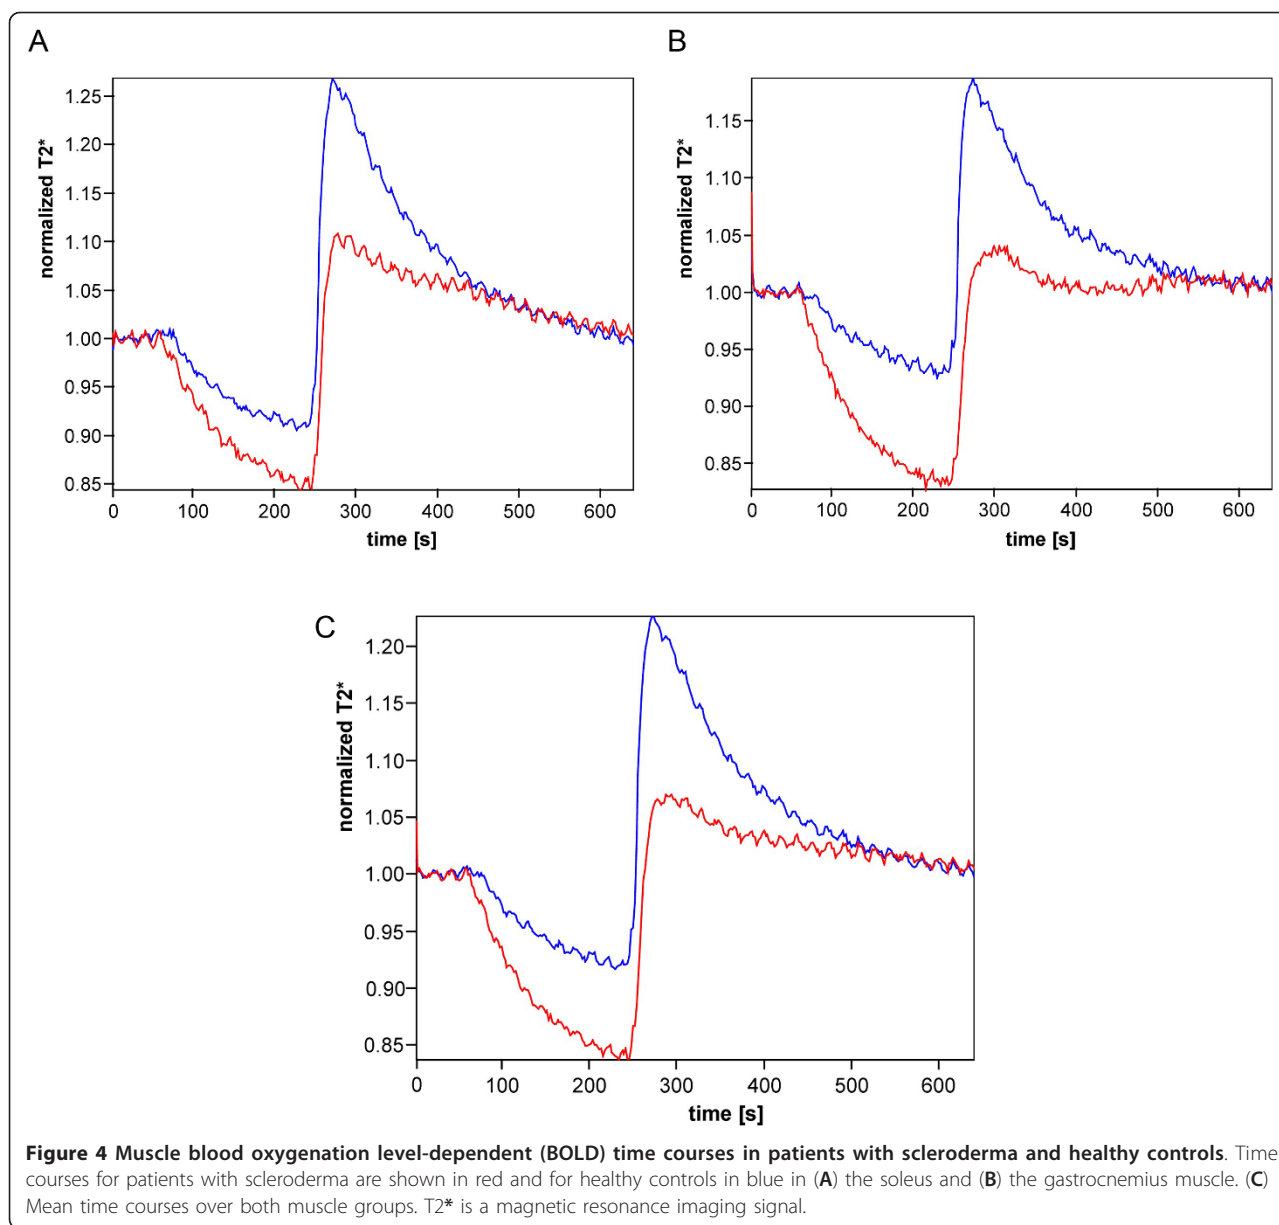 A
normalized T2*
1.25
1.20
1.15
1.10
1.05
1.00
0.95
0.90
0.85
0 100 200 300 400 500 600
time [s]
B
normalized T2*
1.15
1.10
1.05
1.00
0.95
0.90
0.85
0 100 200 300 400 500 600
time [s]
C
normalized T2*
1.20
1.15
1.10
1.05
1.00
0.95
0.90
0.85
0 100 200 300 400 500 600
time [s]
Figure 4 Muscle blood oxygenation level-dependent (BOLD) time courses in patients with scleroderma and healthy controls. Time
courses for patients with scleroderma are shown in red and for healthy controls in blue in (A) the soleus and (B) the gastrocnemius muscle. (C)
Mean time courses over both muscle groups. T2* is a magnetic resonance imaging signal.